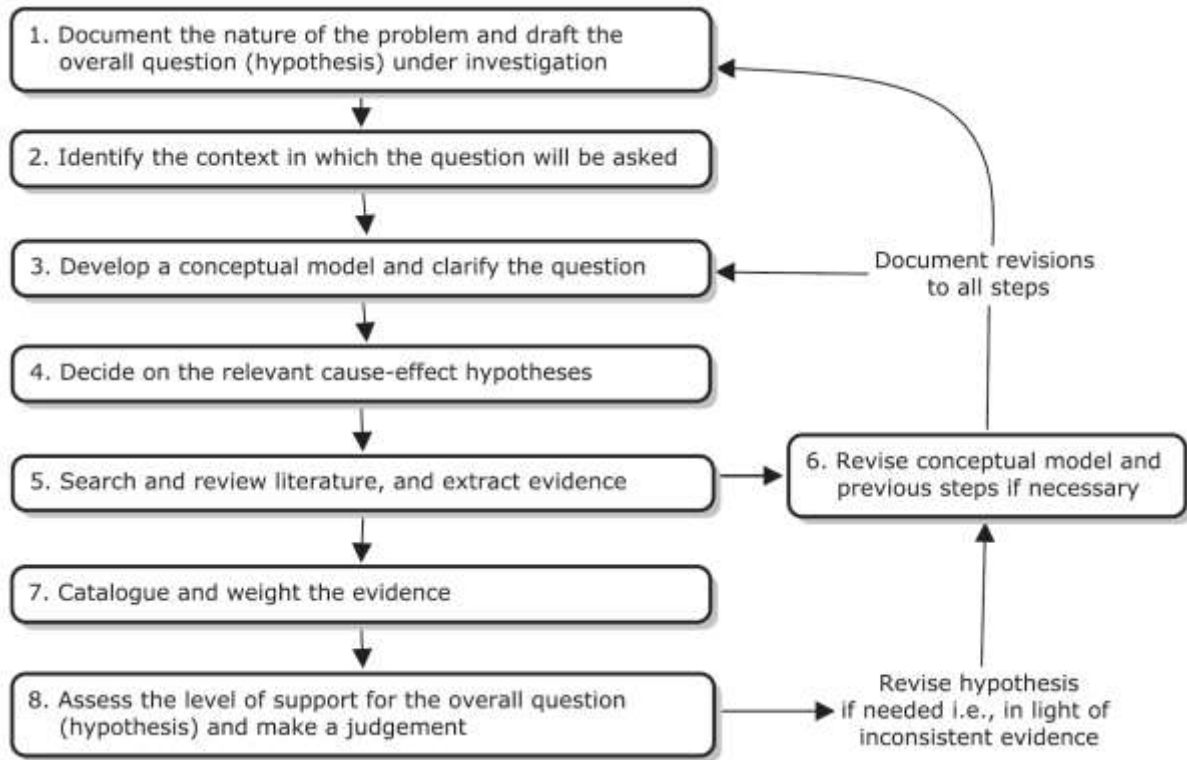 1. Document the nature of the problem and draft the
overall question (hypothesis) under investigation
2. Identify the context in which the question will be asked
3. Develop a conceptual model and clarify the question
Document revisions
to all steps
4. Decide on the relevant cause-effect hypotheses
5. Search and review literature, and extract evidence
6. Revise conceptual model and
previous steps if necessary
7. Catalogue and weight the evidence
8. Assess the level of support for the overall question
(hypothesis) and make a judgement
Revise hypothesis
if needed i.e., in light of
inconsistent evidence